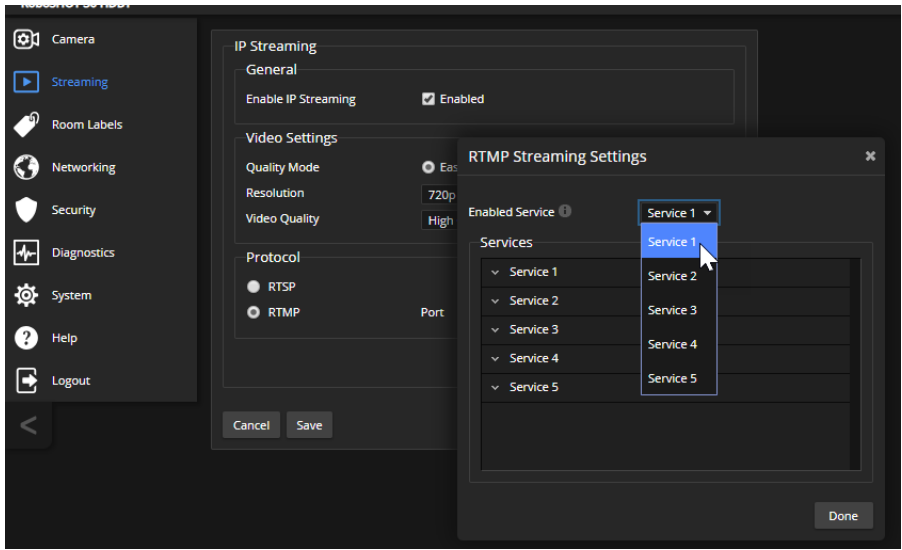 Camera
Streaming
Room Labels
Networking
Security
Diagnostics
System
Help
Logout
IP Streaming
General
Enable IP Streaming Enabled
Video Settings
Quality Mode
Resolution 720p
Video Quality High
Protocol
RTSP
RTMP Port
Cancel Save
RTMP Streaming Settings
Enabled Service Service 1
Service 1
Service 2
Service 3
Service 4
Service 5
Services
Service 1
Service 2
Service 3
Service 4
Service 5
Done